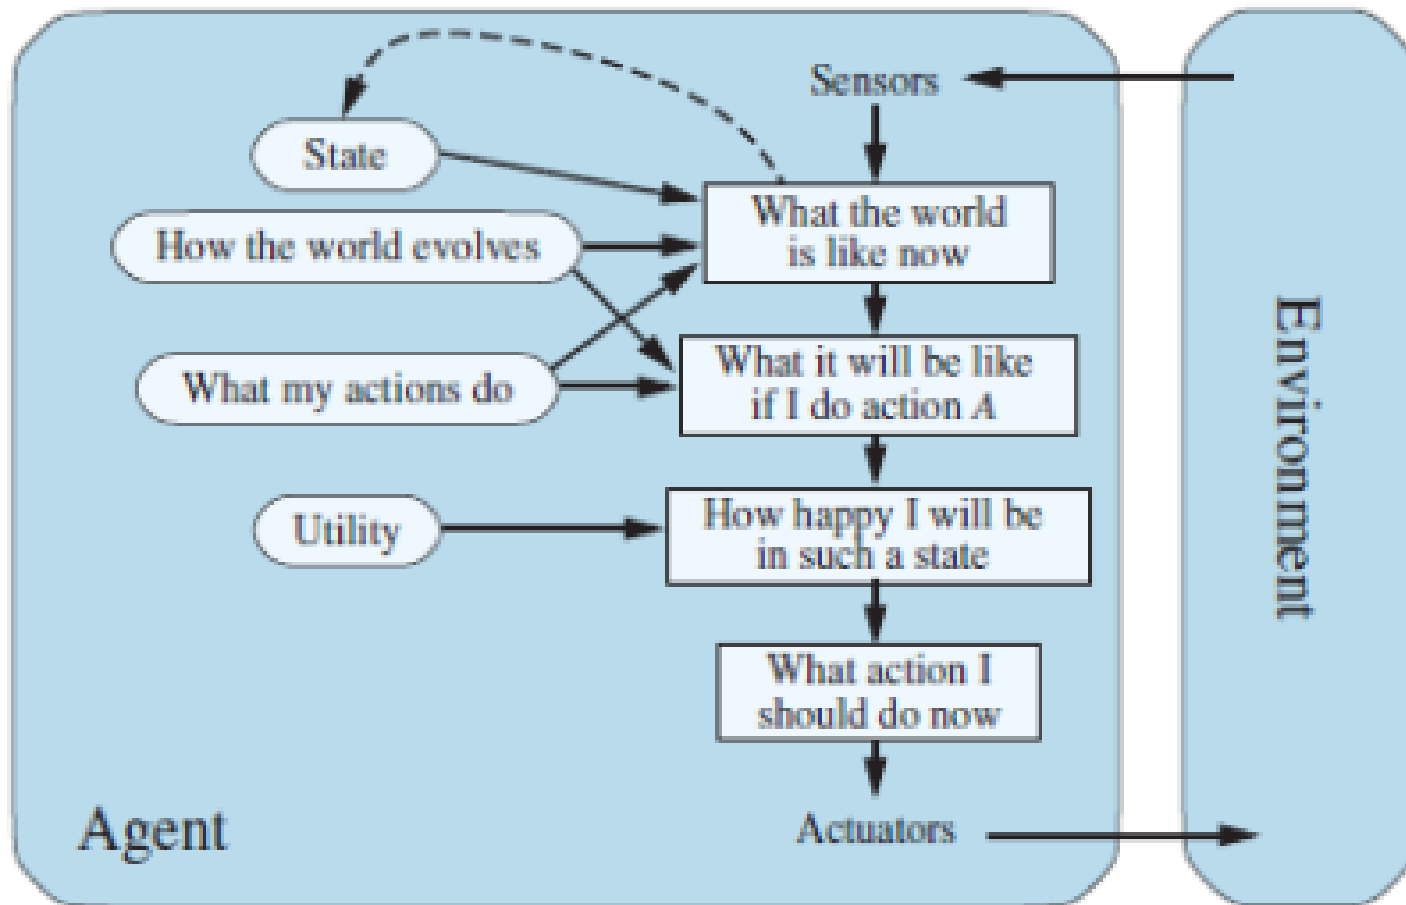 Sensors
State
What the world
is like now
How the world evolves
What it will be like
if I do action A
What my actions do
How happy I will be
in such a state
Utility
What action I
should do now
Agent
Actuators
Environment